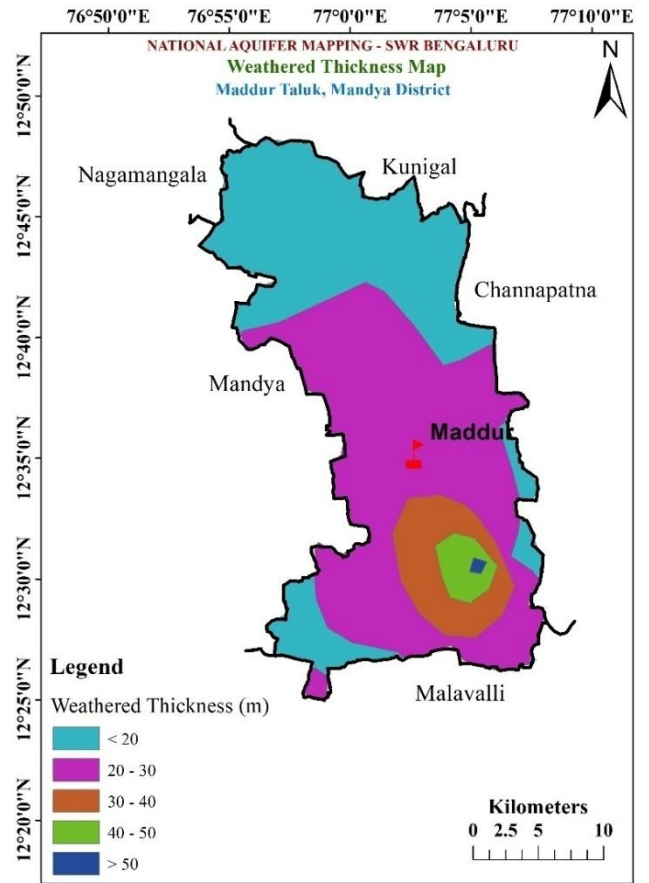 76°50'0"E 76°55'0"E 77°0'0"E 77°5'0"E 77°10'0"E
NATIONAL AQUIFER MAPPING - SWR BENGALURU
Weathered Thickness Map
Maddur Taluk, Mandya District
N
12°50'0"N
Nagamangala
Kunigal
12°45'0"N
Channapatna
12°40'0"N
Mandya
Maddur
12°35'0"N
12°30'0"N
Malavalli
12°25'0"N
12°20'0"N
Legend
Weathered Thickness (m)
< 20
20 - 30
30 - 40
40 - 50
> 50
Kilometers
0 2.5 5 10